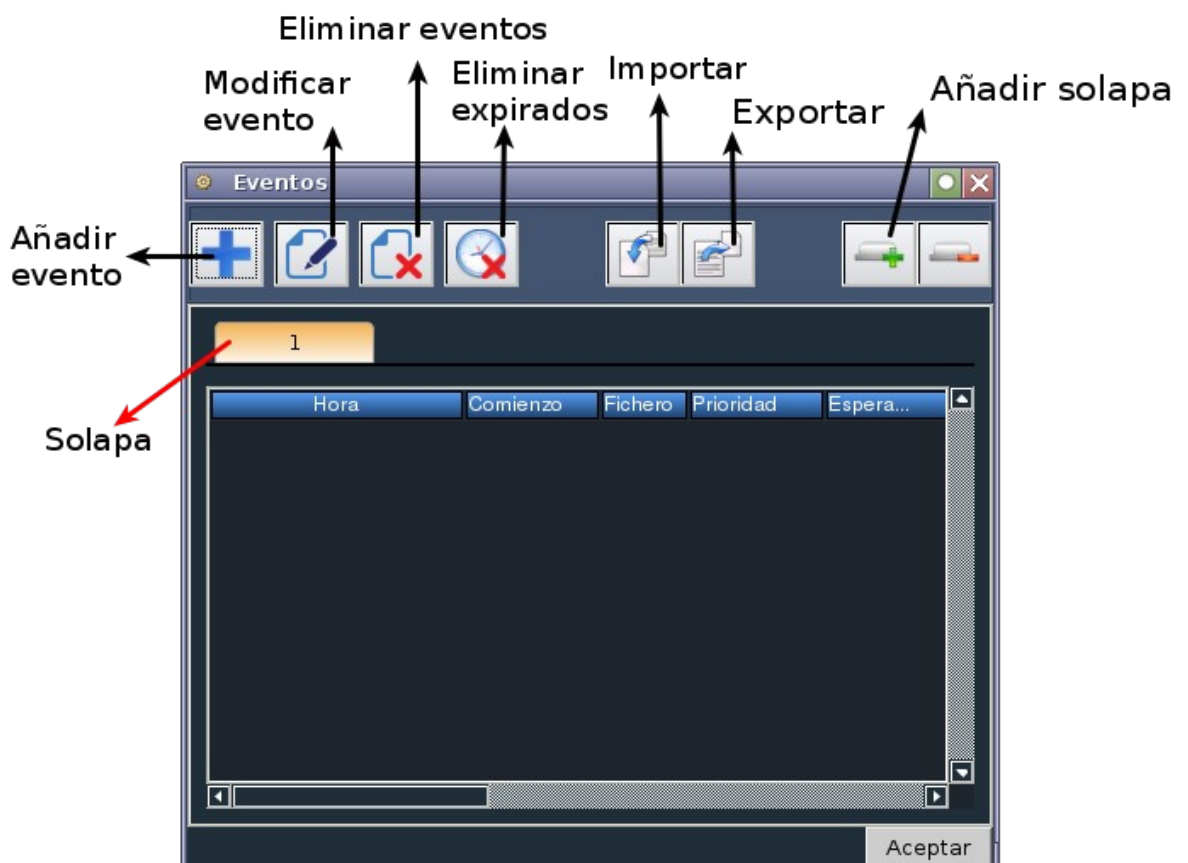 Eliminar eventos
Modificar
evento
Eliminar
expirados
Importar
Exportar
Añadir solapa
Eventos
Añadir
evento
1
Solapa
Hora
Comienzo
Fichero
Prioridad
Espera...
Aceptar